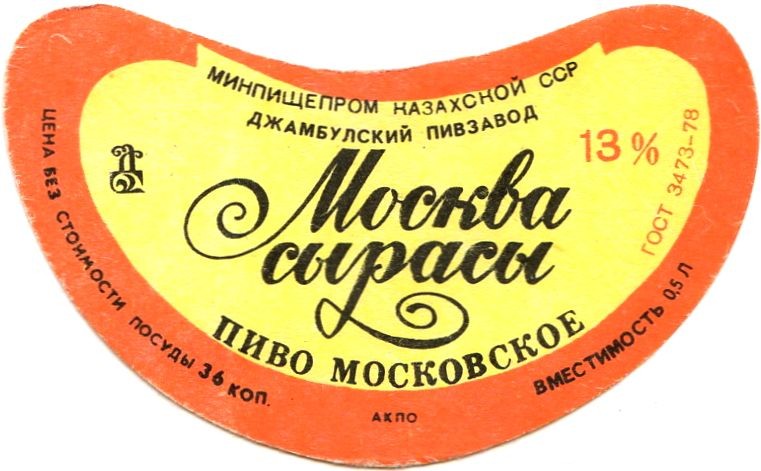 МИНПИЩЕПРОМ КАЗАХСКОЙ ССР
ДЖАМБУЛСКИЙ ПИВЗАВОД
13 %
Москва
сырасы
ПИВО МОСКОВСКОЕ
ЦЕНА БЕЗ СТОИМОСТИ ПОСУДЫ 36 КОП.
АКПО
ВМЕСТИМОСТЬ 0,5 Л
ГОСТ 3473-78